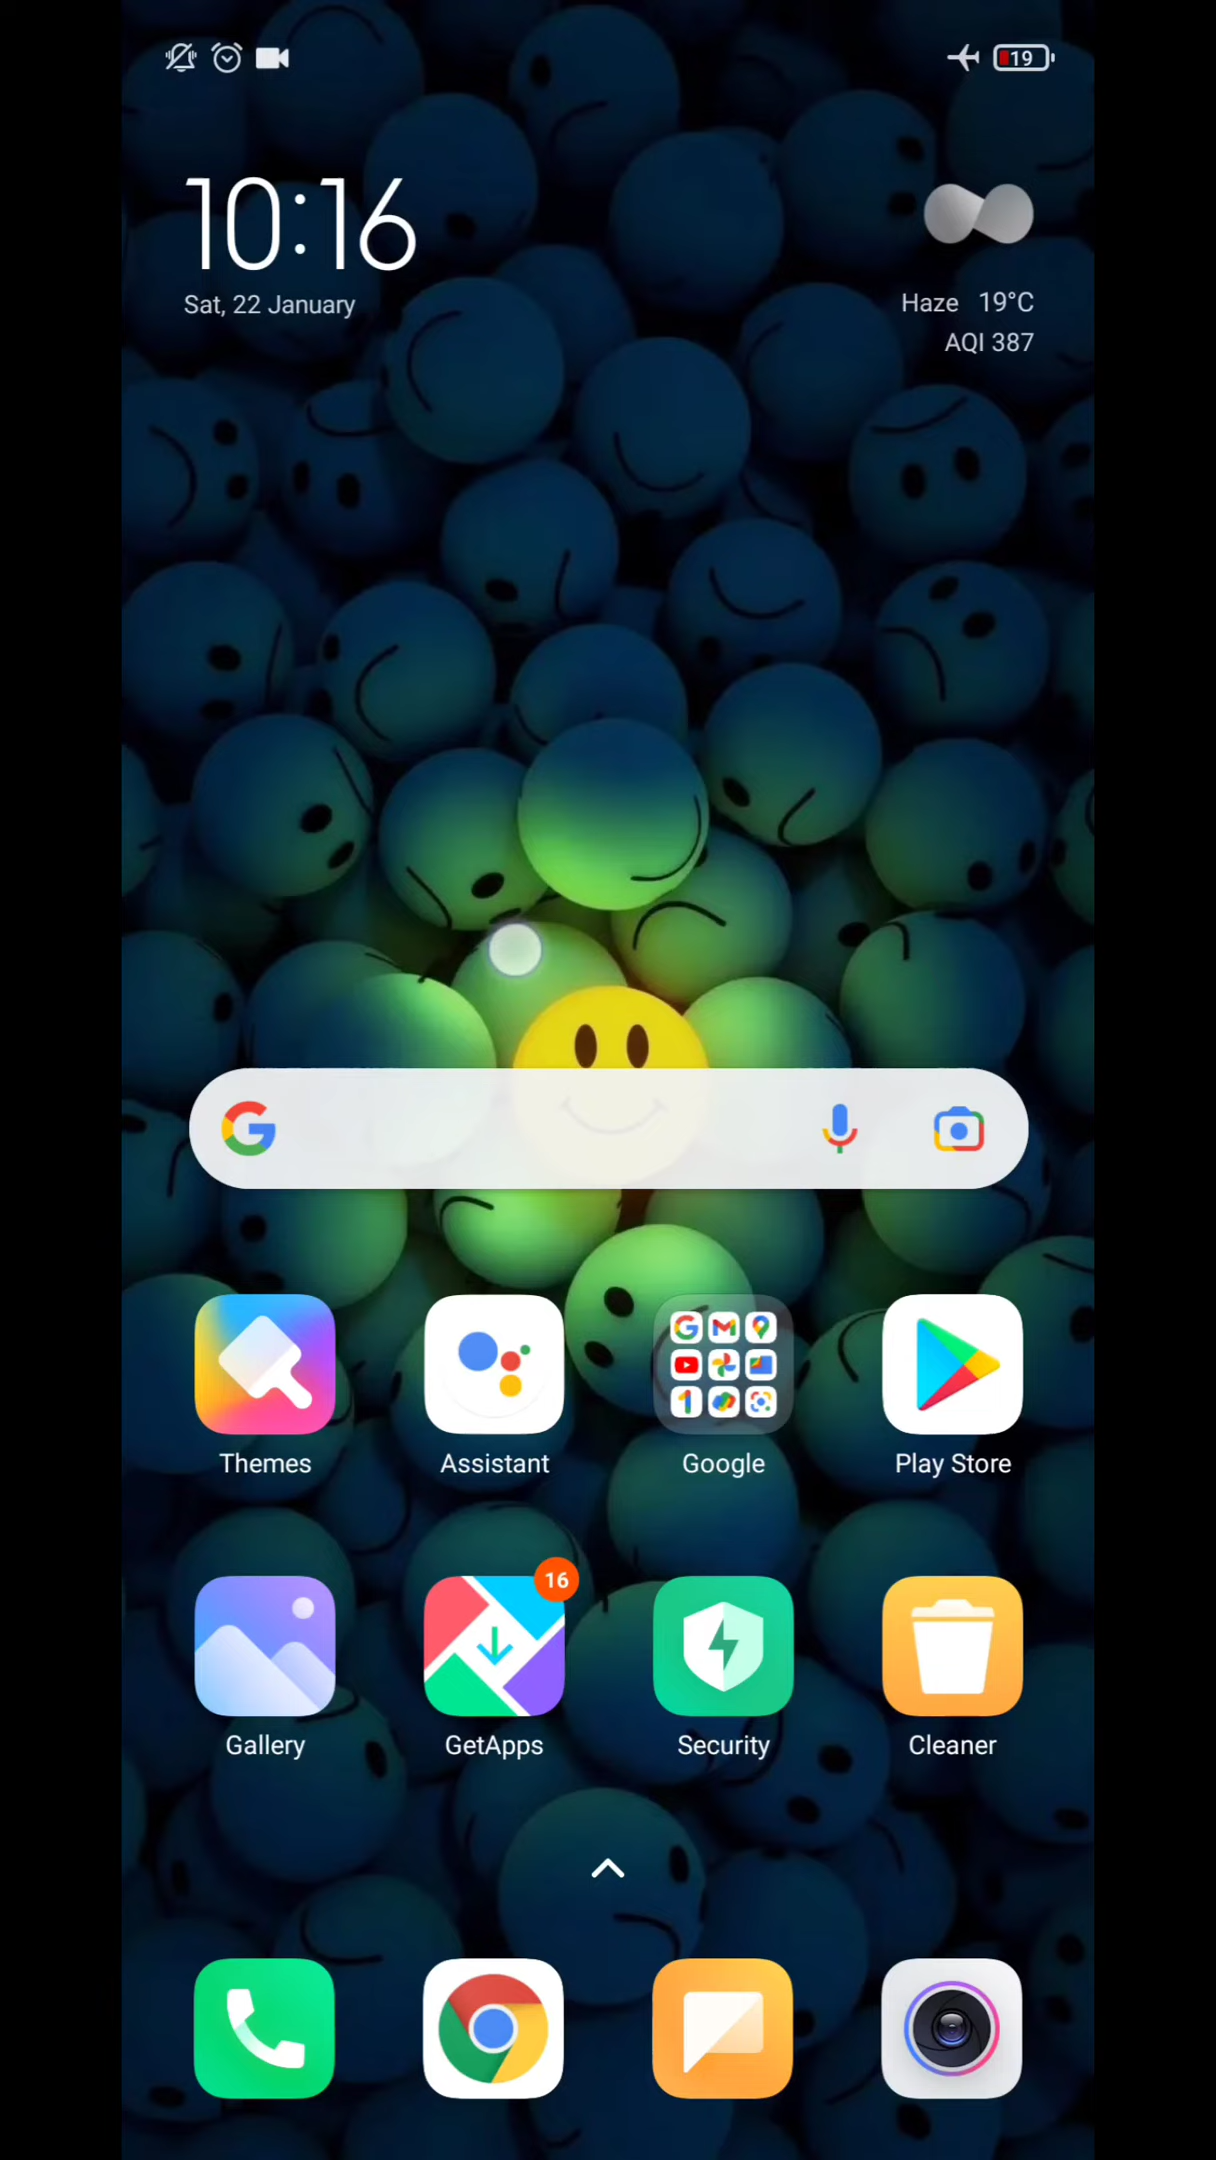 19
10:16
Sat, 22 January
Haze 19°C
AQI 387
Themes
Assistant
Google
Play Store
16
Gallery
GetApps
Security
Cleaner